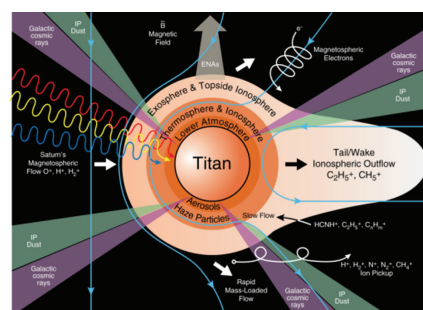 Galactic
cosmic
rays
IP
Dust
B
Magnetic
Field
ENAs
e⁻
Magnetospheric
Electrons
Galactic
cosmic
rays
IP
Dust
Exosphere & Topside Ionosphere
Thermosphere & Ionosphere
Lower Atmosphere
Titan
Aerosols
Haze Particles
Saturn's
Magnetospheric
Flow O⁺, H⁺, H₂⁺
Tail/Wake
Ionospheric Outflow
C₂H₅⁺, CH₅⁺
Slow Flow
HCNH⁺, C₂H₅⁺, CₙHₘ⁺
IP
Dust
Galactic
cosmic
rays
Rapid
Mass-Loaded
Flow
H⁺, H₂⁺, N⁺, N₂⁺, CH₄⁺
Ion Pickup
IP
Dust
Galactic
cosmic
rays